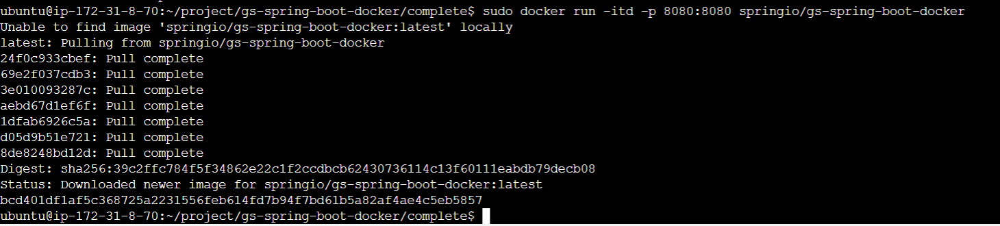 ubuntu@ip-172-31-8-70:~/project/gs-spring-boot-docker/complete$ sudo docker run -itd -p 8080:8080 springio/gs-spring-boot-docker
Unable to find image 'springio/gs-spring-boot-docker:latest' locally
latest: Pulling from springio/gs-spring-boot-docker
24f0c933cbef: Pull complete
69e2f037cdb3: Pull complete
3e010093287c: Pull complete
aebd67d1ef6f: Pull complete
1dfab6926c5a: Pull complete
d05d9b51e721: Pull complete
8de8248bd12d: Pull complete
Digest: sha256:39c2ffc784f5f34862e22c1f2ccdbcb62430736114c13f60111eabdb79decb08
Status: Downloaded newer image for springio/gs-spring-boot-docker:latest
bcd401df1af5c368725a2231556feb614fd7b94f7bd61b5a82af4ae4c5eb5857
ubuntu@ip-172-31-8-70:~/project/gs-spring-boot-docker/complete$